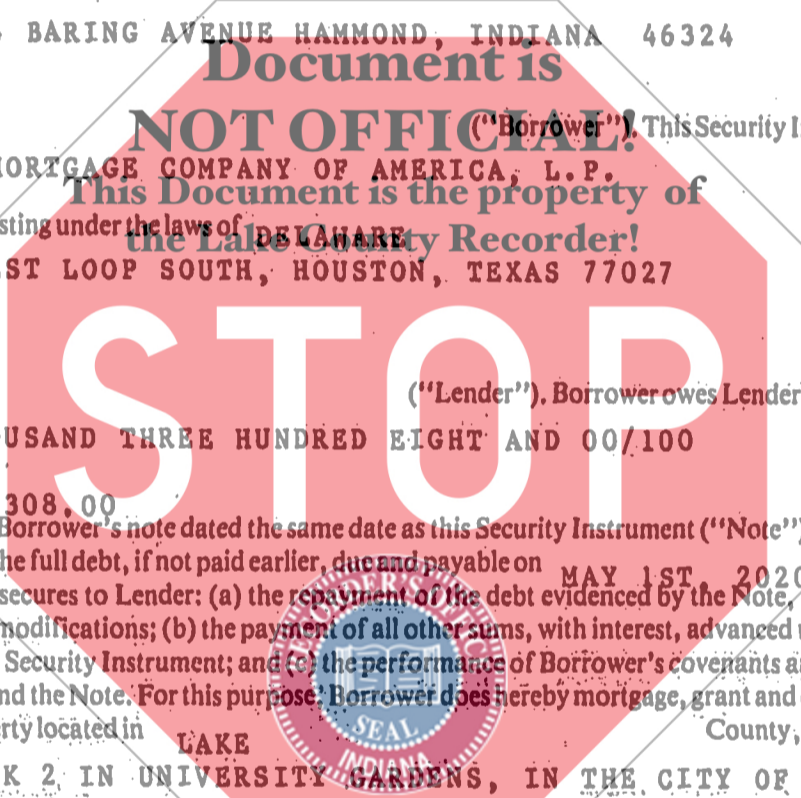 BARING AVENUE HAMMOND, INDIANA 46324
Document is
NOT OFFICIAL!
("Borrower"). This Security I
MORTGAGE COMPANY OF AMERICA, L.P.
This Document is the property of
sting under the laws of DELAWARE
the Lake County Recorder!
ST LOOP SOUTH, HOUSTON, TEXAS 77027
STOP
("Lender"). Borrower owes Lender
USAND THREE HUNDRED EIGHT AND 00/100
308.00
Borrower's note dated the same date as this Security Instrument ("Note")
he full debt, if not paid earlier, due and payable on MAY 1ST, 2020
secures to Lender: (a) the repayment of the debt evidenced by the Note,
modifications; (b) the payment of all other sums, with interest, advanced
Security Instrument; and (c) the performance of Borrower's covenants a
nd the Note. For this purpose, Borrower does hereby mortgage, grant and
rty located in LAKE County,
SEAL
INDIANA
K 2, IN UNIVERSITY GARDENS, IN THE CITY OF